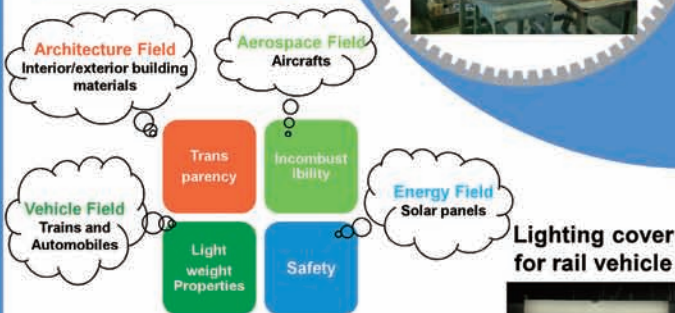 Architecture Field
Interior/exterior building
materials
Aerospace Field
Aircrafts
Trans
parency
Incombust
ibility
Vehicle Field
Trains and
Automobiles
Energy Field
Solar panels
Light
weight
Properties
Safety
Lighting cover
for rail vehicle